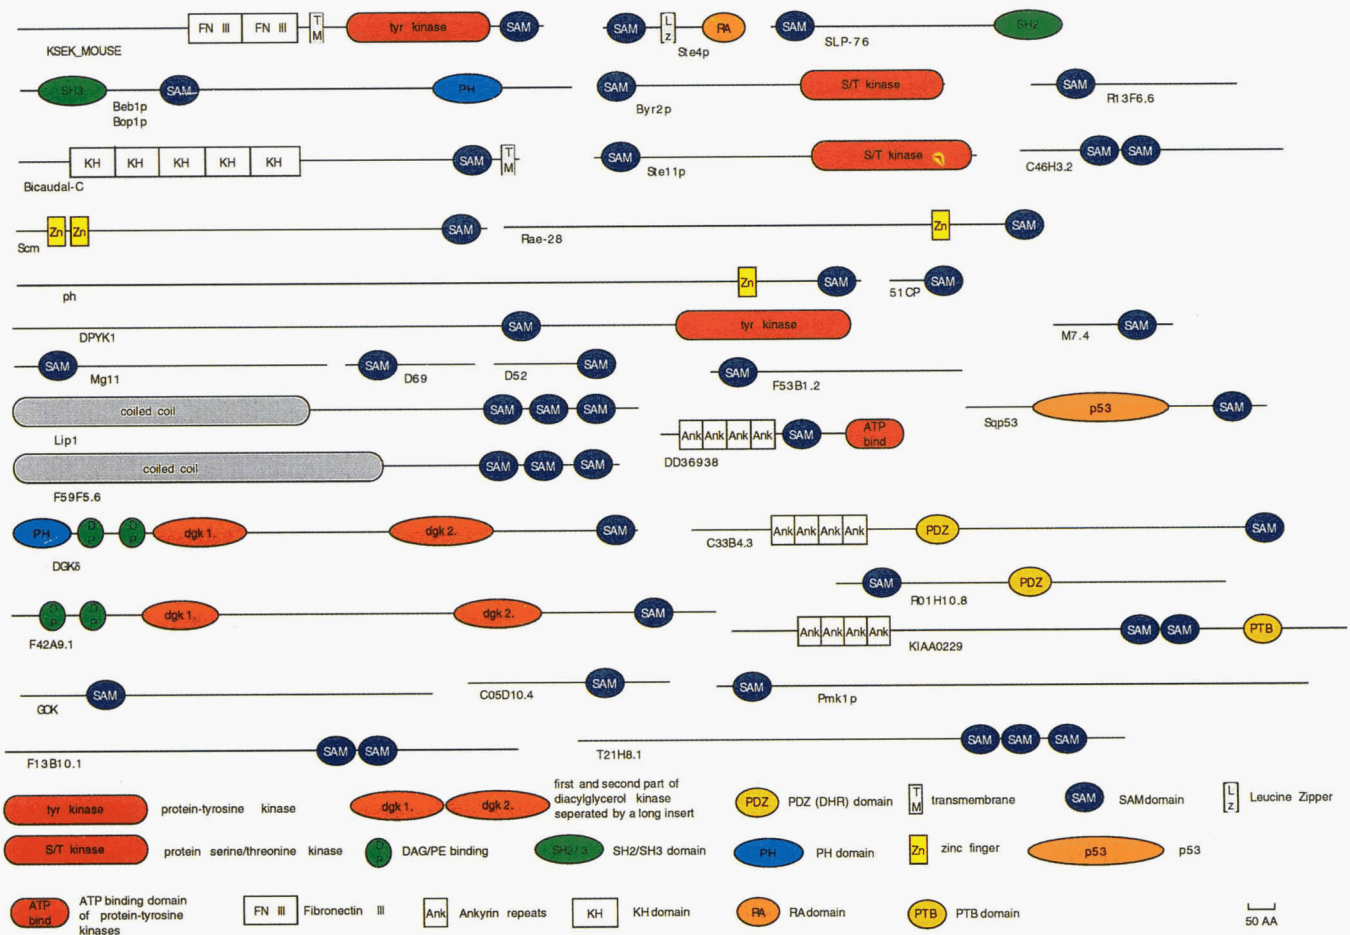 FN III FN III T M tyr kinase SAM
KSEK_MOUSE
SAM L z RA
Ste4p
SAM SH2
SLP-76
SH3 SAM PH
Beb1p
Bop1p
SAM S/T kinase
Byr2p
SAM
R13F6.6
KH KH KH KH KH SAM T M
Bicaudal-C
SAM S/T kinase
Ste11p
SAM SAM
C46H3.2
Zn Zn SAM
Scm
Zn SAM
Rae-28
Zn SAM
ph
SAM
51CP
SAM tyr kinase
DPYK1
SAM
M7.4
SAM
Mg11
SAM
D69
SAM
D52
SAM
F53B1.2
coiled coil SAM SAM SAM
Lip1
p53 SAM
Sqp53
Ank Ank Ank Ank SAM ATP bind
DD36938
coiled coil SAM SAM SAM
F59F5.6
PH D P D P dgk 1. dgk 2. SAM
DGKδ
Ank Ank Ank Ank PDZ SAM
C33B4.3
SAM PDZ
R01H10.8
D P D P dgk 1. dgk 2. SAM
F42A9.1
Ank Ank Ank Ank SAM SAM PTB
KIAA0229
SAM
GOK
SAM
C05D10.4
SAM
Pmk1p
SAM SAM
F13B10.1
SAM SAM SAM
T21H8.1
tyr kinase protein-tyrosine kinase
dgk 1. dgk 2.
first and second part of
diacylglycerol kinase
seperated by a long insert
PDZ PDZ (DHR) domain
T M transmembrane
SAM SAM domain
L z Leucine Zipper
S/T kinase protein serine/threonine kinase
D P DAG/PE binding
SH2/3 SH2/SH3 domain
PH PH domain
Zn zinc finger
p53 p53
ATP
bind
ATP binding domain
of protein-tyrosine
kinases
FN III Fibronectin III
Ank Ankyrin repeats
KH KH domain
RA RA domain
PTB PTB domain
50 AA